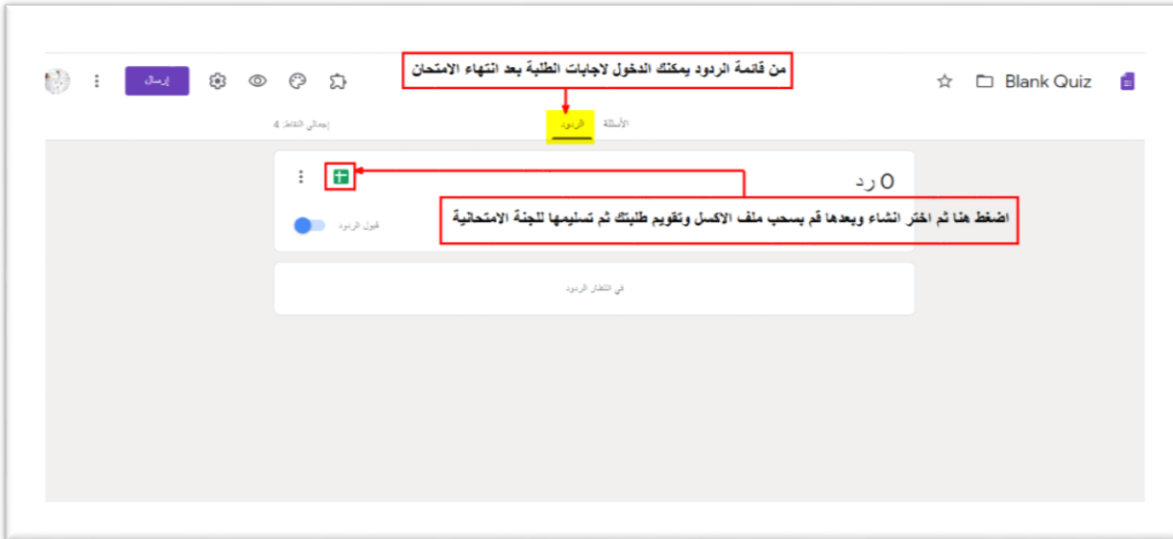 من قائمة الردود يمكنك الدخول لاجابات الطلبة بعد انتهاء الامتحان
Blank Quiz
إرسال
الأسئلة
الردود
إجمالي النقاط: 4
0 رد
اضغط هنا ثم اختر انشاء وبعدها قم بسحب ملف الاكسل وتقويم طلبتك ثم تسليمها للجنة الامتحانية
قبول الردود
في انتظار الردود